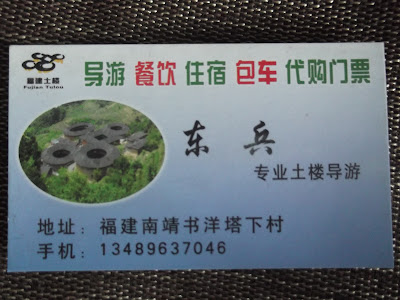 导游 餐饮 住宿 包车 代购门票
福建土楼
Fujian Tulou
东 兵
专业土楼导游
地址：福建南靖书洋塔下村
手机：13489637046